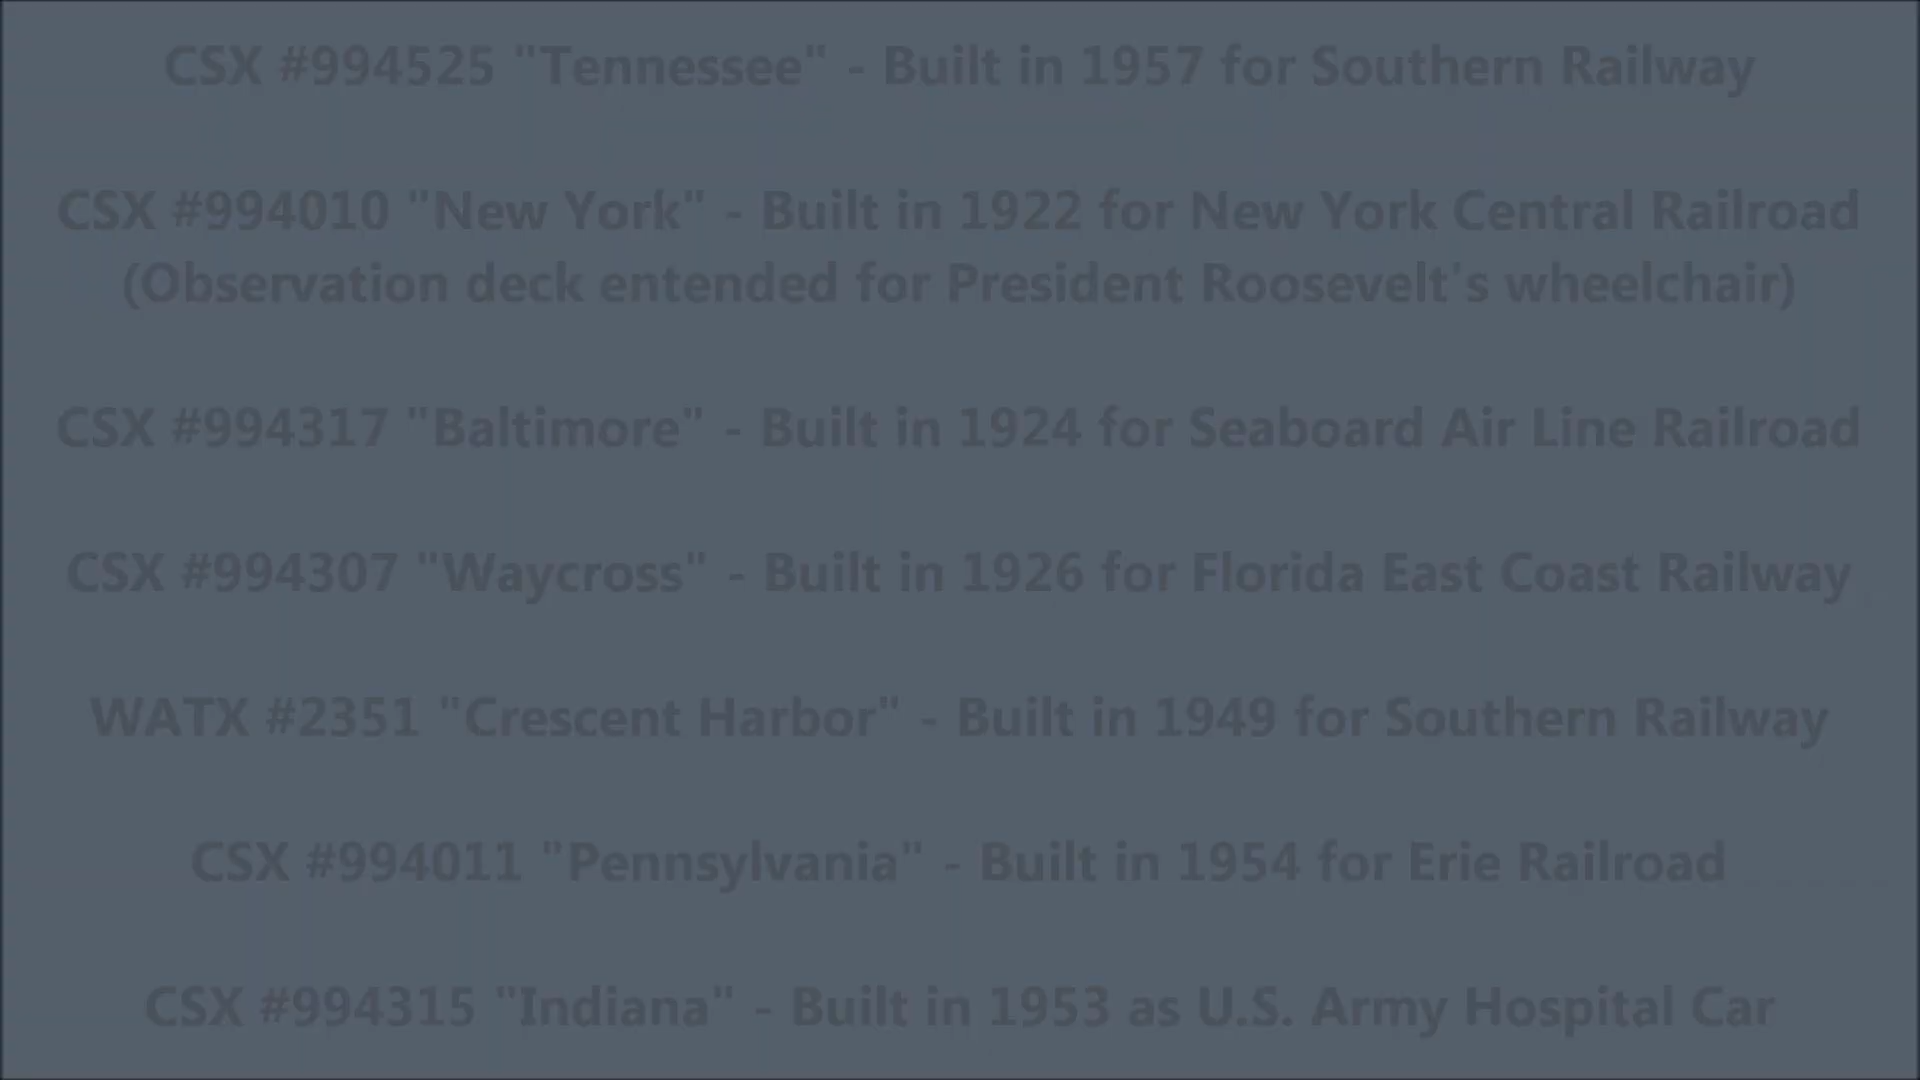 CSX #994525 "Tennessee" - Built in 1957 for Southern Railway
CSX #994010 "New York" - Built in 1922 for New York Central Railroad
(Observation deck entended for President Roosevelt's wheelchair)
CSX #994317 "Baltimore" - Built in 1924 for Seaboard Air Line Railroad
CSX #994307 "Waycross" - Built in 1926 for Florida East Coast Railway
WATX #2351 "Crescent Harbor" - Built in 1949 for Southern Railway
CSX #994011 "Pennsylvania" - Built in 1954 for Erie Railroad
CSX #994315 "Indiana" - Built in 1953 as U.S. Army Hospital Car